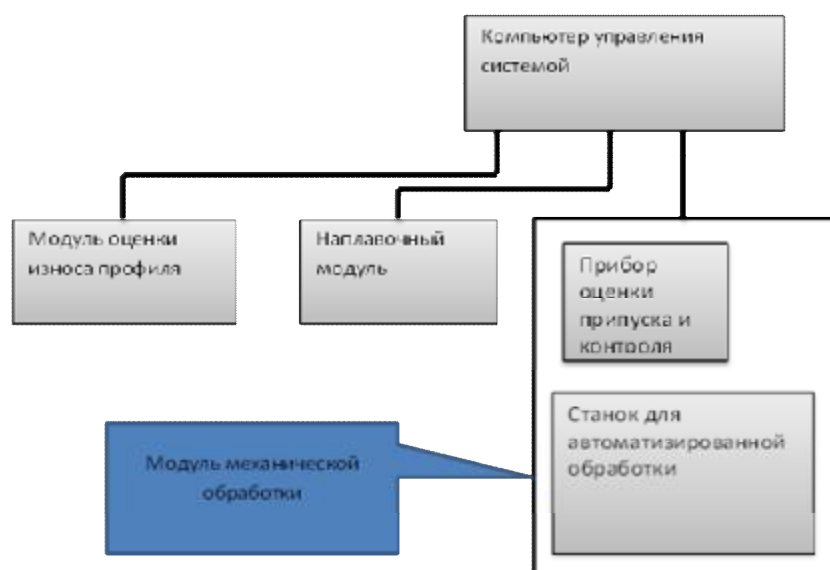 Компьютер управления
системой
Модуль оценки
износа профиля
Наплавочный
модуль
Прибор
оценки
припуска и
контроля
Станок для
автоматизированной
обработки
Модуль механической
обработки